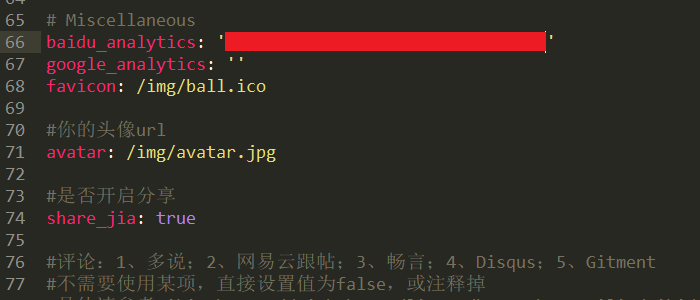 65 # Miscellaneous
66 baidu_analytics: ' '
67 google_analytics: ''
68 favicon: /img/ball.ico
69
70 #你的头像url
71 avatar: /img/avatar.jpg
72
73 #是否开启分享
74 share_jia: true
75
76 #评论：1、多说；2、网易云跟帖；3、畅言；4、Disqus；5、Gitment
77 #不需要使用某项，直接设置值为false，或注释掉